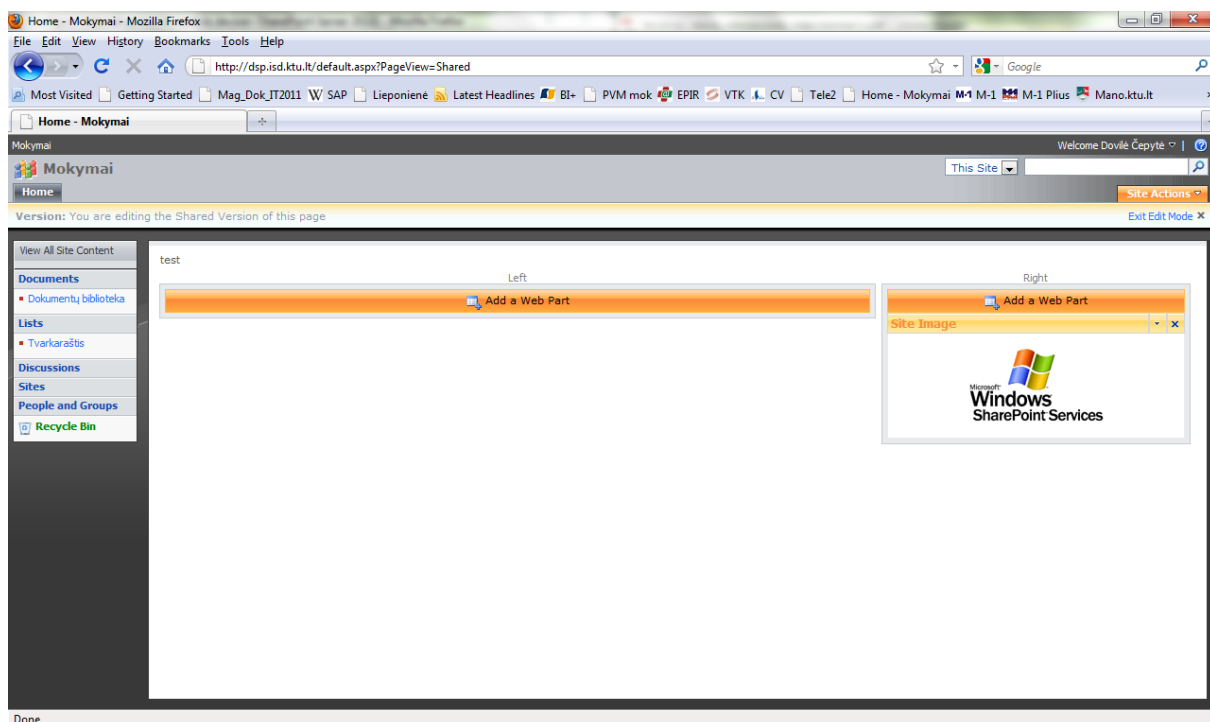 Home - Mokymai - Mozilla Firefox
File Edit View History Bookmarks Tools Help
http://dsp.isd.ktu.lt/default.aspx?PageView=Shared Google
Most Visited Getting Started Mag_Dok_IT2011 SAP Lieponienė Latest Headlines BI+ PVM mok EPIR VTK CV Tele2 Home - Mokymai M-1 M-1 M-1 Plius Mano.ktu.lt
Home - Mokymai
Mokymai Welcome Dovilė Čepytė
Mokymai This Site
Home Site Actions
Version: You are editing the Shared Version of this page Exit Edit Mode
View All Site Content
test
Left Right
Documents
Add a Web Part Add a Web Part
Dokumentų biblioteka
Site Image
Lists
Tvarkaraštis
Discussions
Sites
People and Groups
Recycle Bin
Microsoft
Windows
SharePoint Services
Done